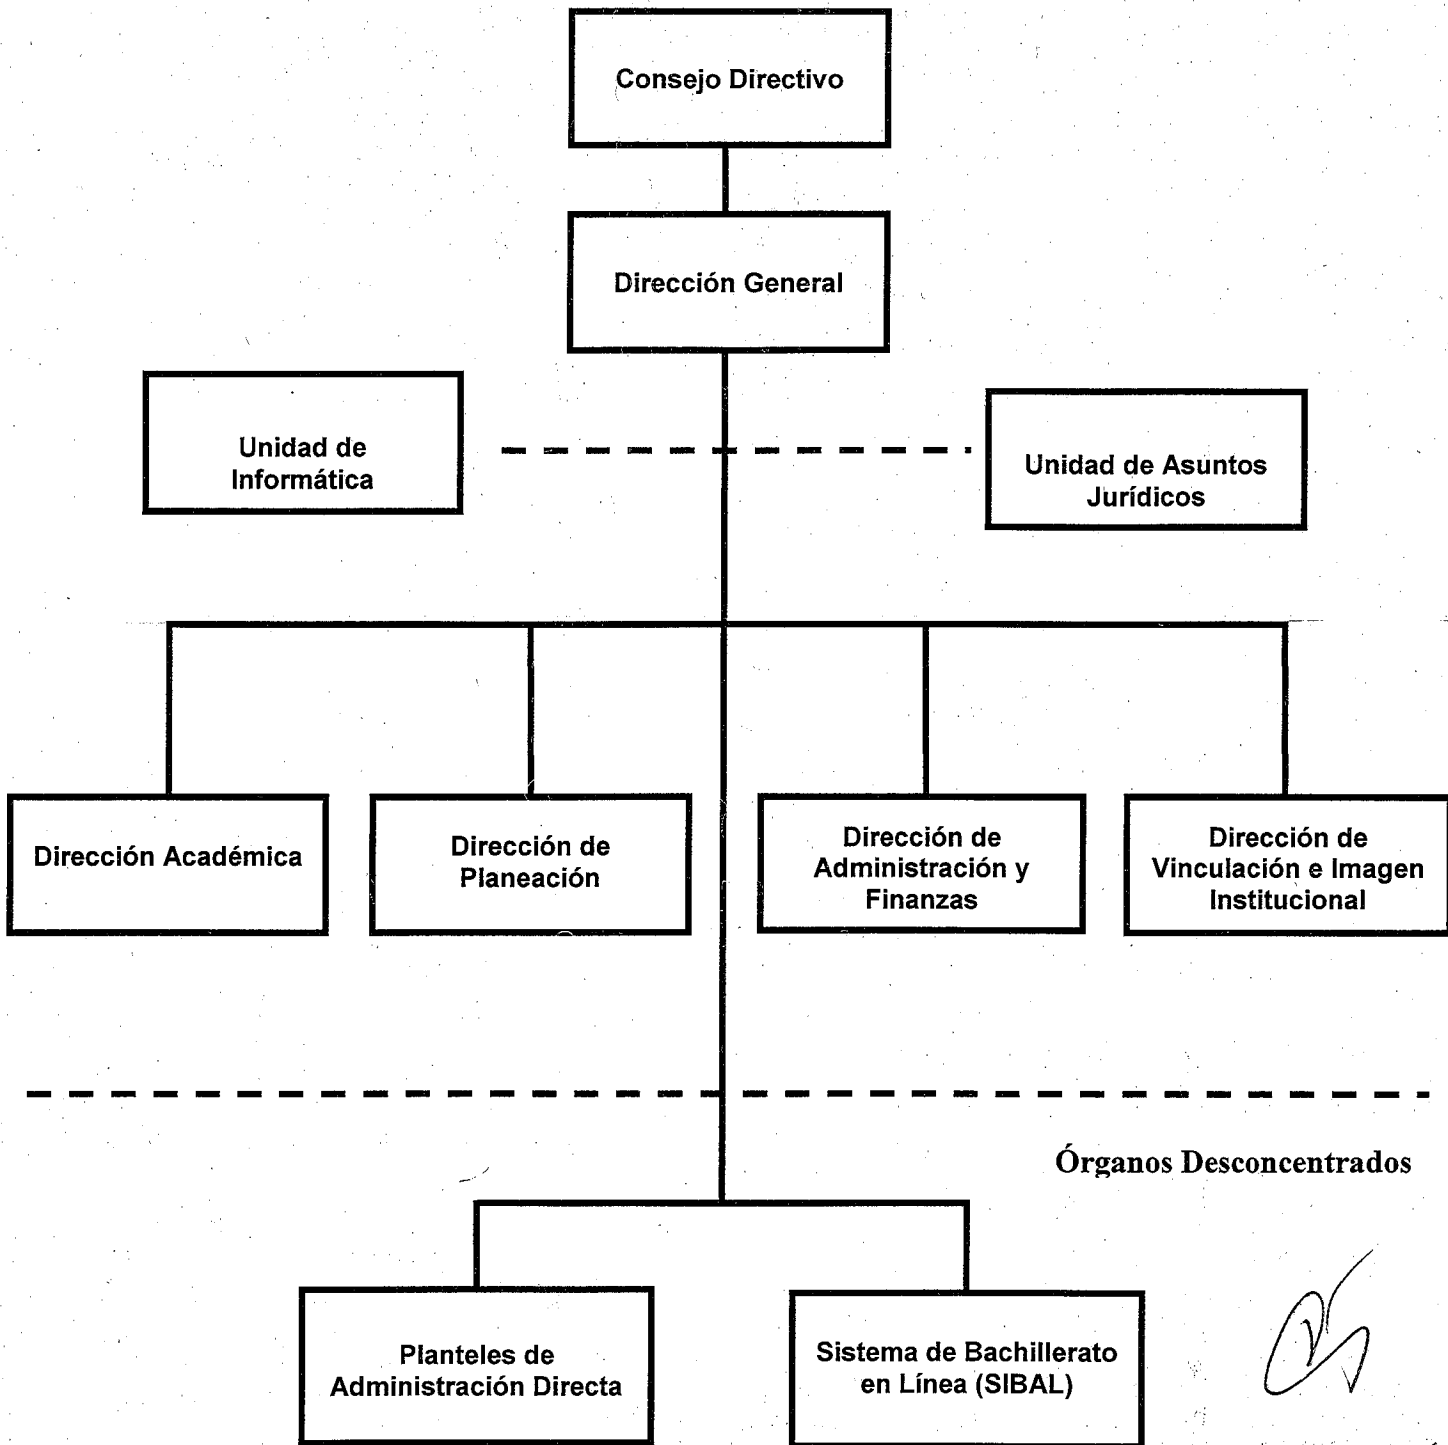 Consejo Directivo
Dirección General
Unidad de
Informática
Unidad de Asuntos
Jurídicos
Dirección Académica
Dirección de
Planeación
Dirección de
Administración y
Finanzas
Dirección de
Vinculación e Imagen
Institucional
Órganos Desconcentrados
Planteles de
Administración Directa
Sistema de Bachillerato
en Línea (SIBAL)